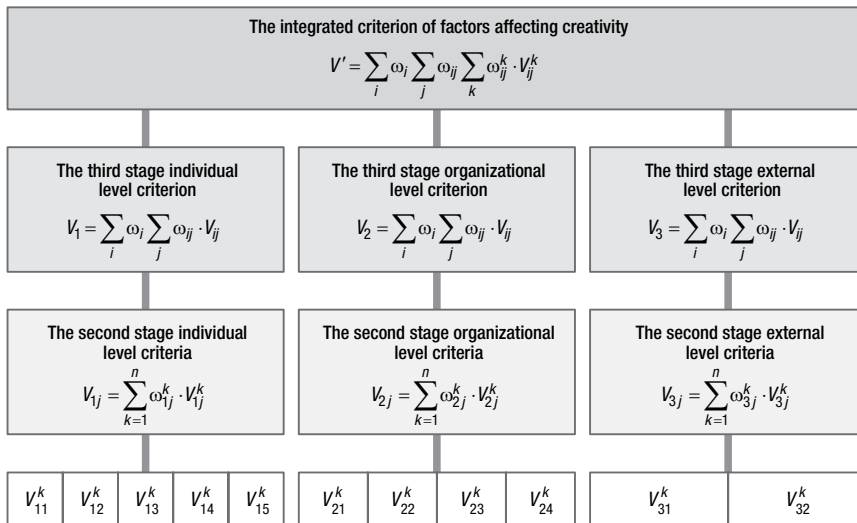 The integrated criterion of factors affecting creativity
V′ = ∑_i ω_i ∑_j ω_ij ∑_k ω_ij^k · V_ij^k
The third stage individual
level criterion
V_1 = ∑_i ω_i ∑_j ω_ij · V_ij
The third stage organizational
level criterion
V_2 = ∑_i ω_i ∑_j ω_ij · V_ij
The third stage external
level criterion
V_3 = ∑_i ω_i ∑_j ω_ij · V_ij
The second stage individual
level criteria
V_1j = ∑_{k=1}^n ω_1j^k · V_1j^k
The second stage organizational
level criteria
V_2j = ∑_{k=1}^n ω_2j^k · V_2j^k
The second stage external
level criteria
V_3j = ∑_{k=1}^n ω_3j^k · V_3j^k
V_11^k V_12^k V_13^k V_14^k V_15^k V_21^k V_22^k V_23^k V_24^k V_31^k V_32^k